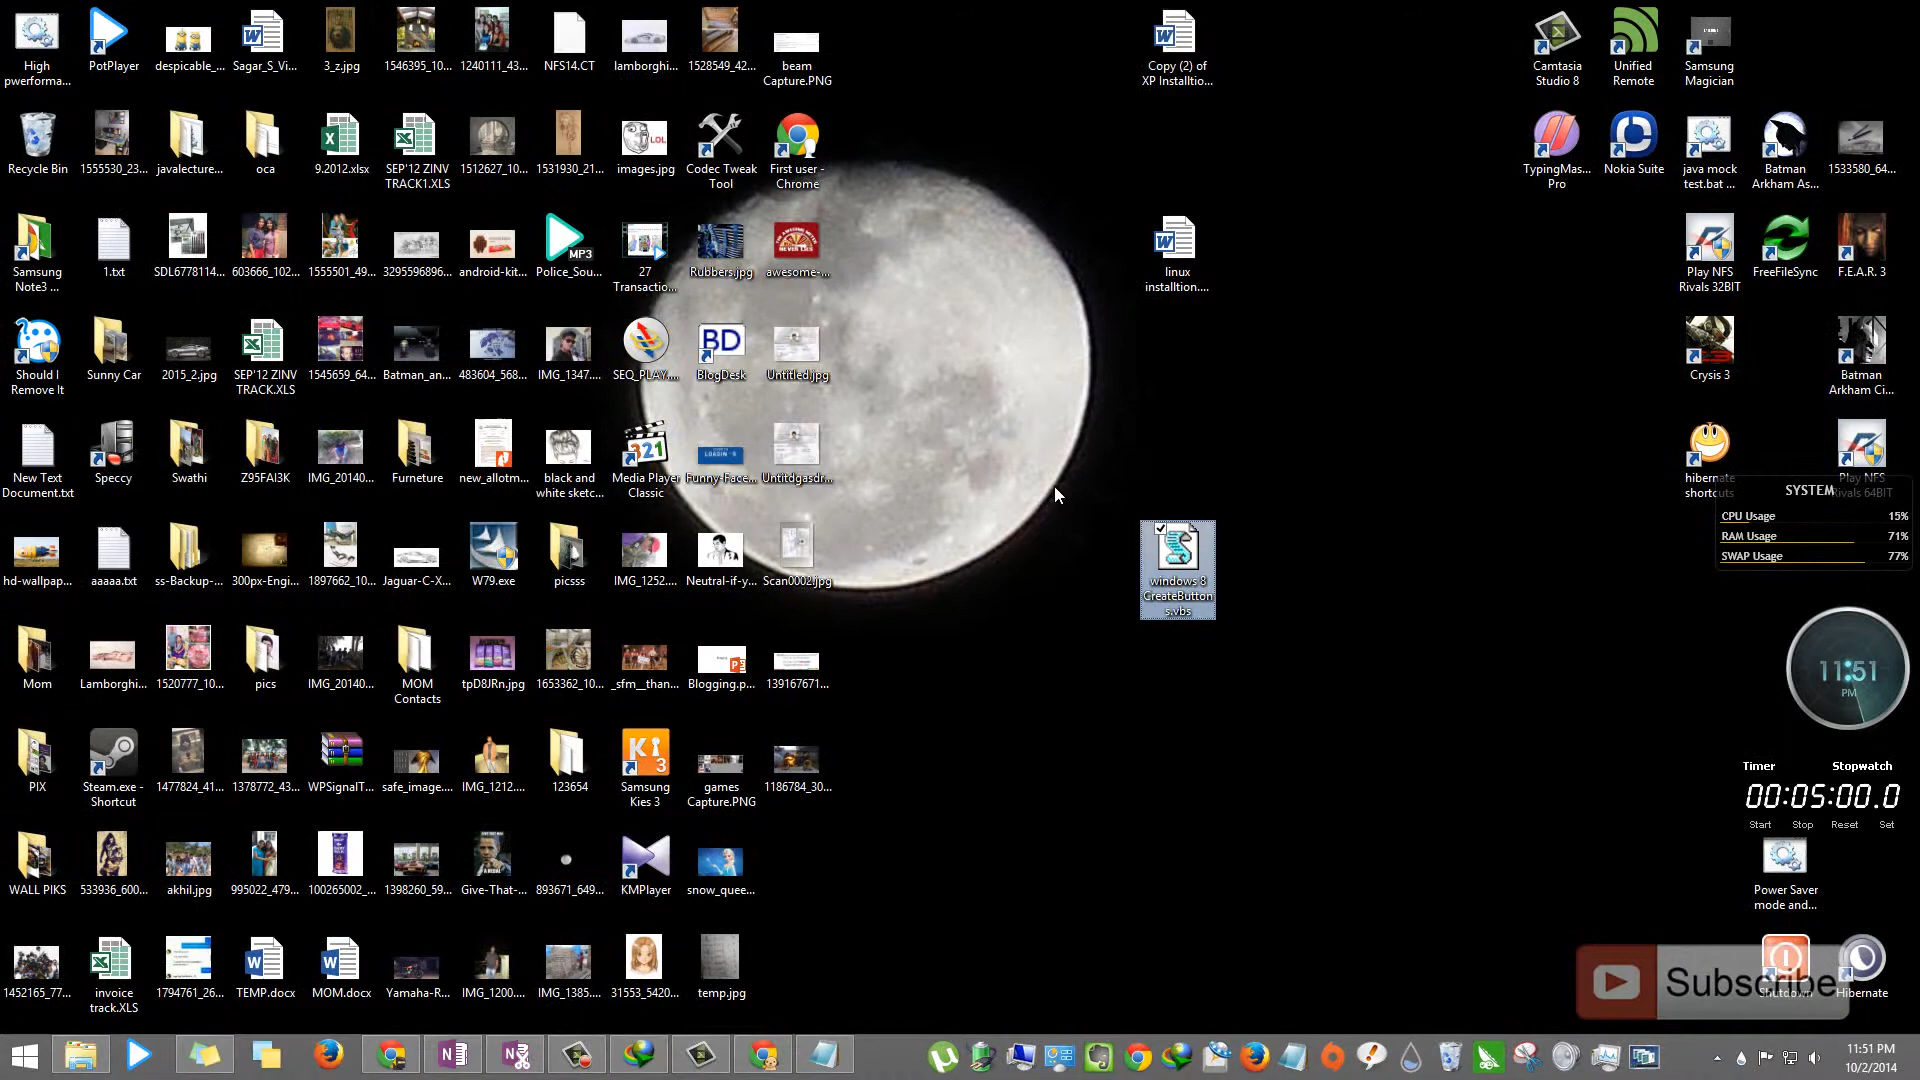 High
pwerforma...
PotPlayer
despicable_...
Sagar_S_Vi...
3_z.jpg
1546395_10...
1240111_43...
NFS14.CT
lamborghi...
1528549_42...
beam
Capture.PNG
Copy (2) of
XP Installtio...
Camtasia
Studio 8
Unified
Remote
Samsung
Magician
Recycle Bin
1555530_23...
javalecture...
oca
9.2012.xlsx
SEP'12 ZINV
TRACK1.XLS
1512627_10...
1531930_21...
LOL
images.jpg
Codec Tweak
Tool
First user -
Chrome
TypingMas...
Pro
Nokia Suite
java mock
test.bat ...
Batman
Arkham As...
1533580_64...
Samsung
Note3 ...
1.txt
SDL6778114...
603666_102...
1555501_49...
3295596896...
android-kit...
MP3
Police_Sou...
27
Transactio...
Rubbers.jpg
awesome-...
linux
installtion....
Play NFS
Rivals 32BIT
FreeFileSync
F.E.A.R. 3
Should I
Remove It
Sunny Car
2015_2.jpg
SEP'12 ZINV
TRACK.XLS
1545659_64...
Batman_an...
483604_568...
IMG_1347....
SEQ_PLAY....
BD
BlogDesk
Untitled.jpg
Crysis 3
Batman
Arkham Ci...
New Text
Document.txt
Speccy
Swathi
Z95FAI3K
IMG_20140...
Furneture
new_allotm...
black and
white sketc...
321
Media Player
Classic
Funny-Face...
Untitdgasdr...
hibernate
shortcuts
Play NFS
Rivals 64BIT
SYSTEM
CPU Usage 15%
RAM Usage 71%
SWAP Usage 77%
hd-wallpap...
aaaaa.txt
ss-Backup-...
300px-Engi...
1897662_10...
Jaguar-C-X...
W79.exe
picsss
IMG_1252....
Neutral-if-y...
Scan0002.jpg
windows 8
CreateButton
s.vbs
Mom
Lamborghi...
1520777_10...
pics
IMG_20140...
MOM
Contacts
tpD8JRn.jpg
1653362_10...
_sfm__than...
Blogging.p...
139167671...
11:51
PM
PIX
Steam.exe -
Shortcut
1477824_41...
1378772_43...
WPSignalT...
safe_image....
IMG_1212....
123654
Ki
3
Samsung
Kies 3
games
Capture.PNG
1186784_30...
Timer Stopwatch
00:05:00.0
Start Stop Reset Set
WALL PIKS
533936_600...
akhil.jpg
995022_479...
100265002_...
1398260_59...
Give-That-...
893671_649...
KMPlayer
snow_quee...
Power Saver
mode and...
1452165_77...
invoice
track.XLS
1794761_26...
TEMP.docx
MOM.docx
Yamaha-R...
IMG_1200....
IMG_1385....
31553_5420...
temp.jpg
Subscribe
Shutdown
Hibernate
11:51 PM
10/2/2014